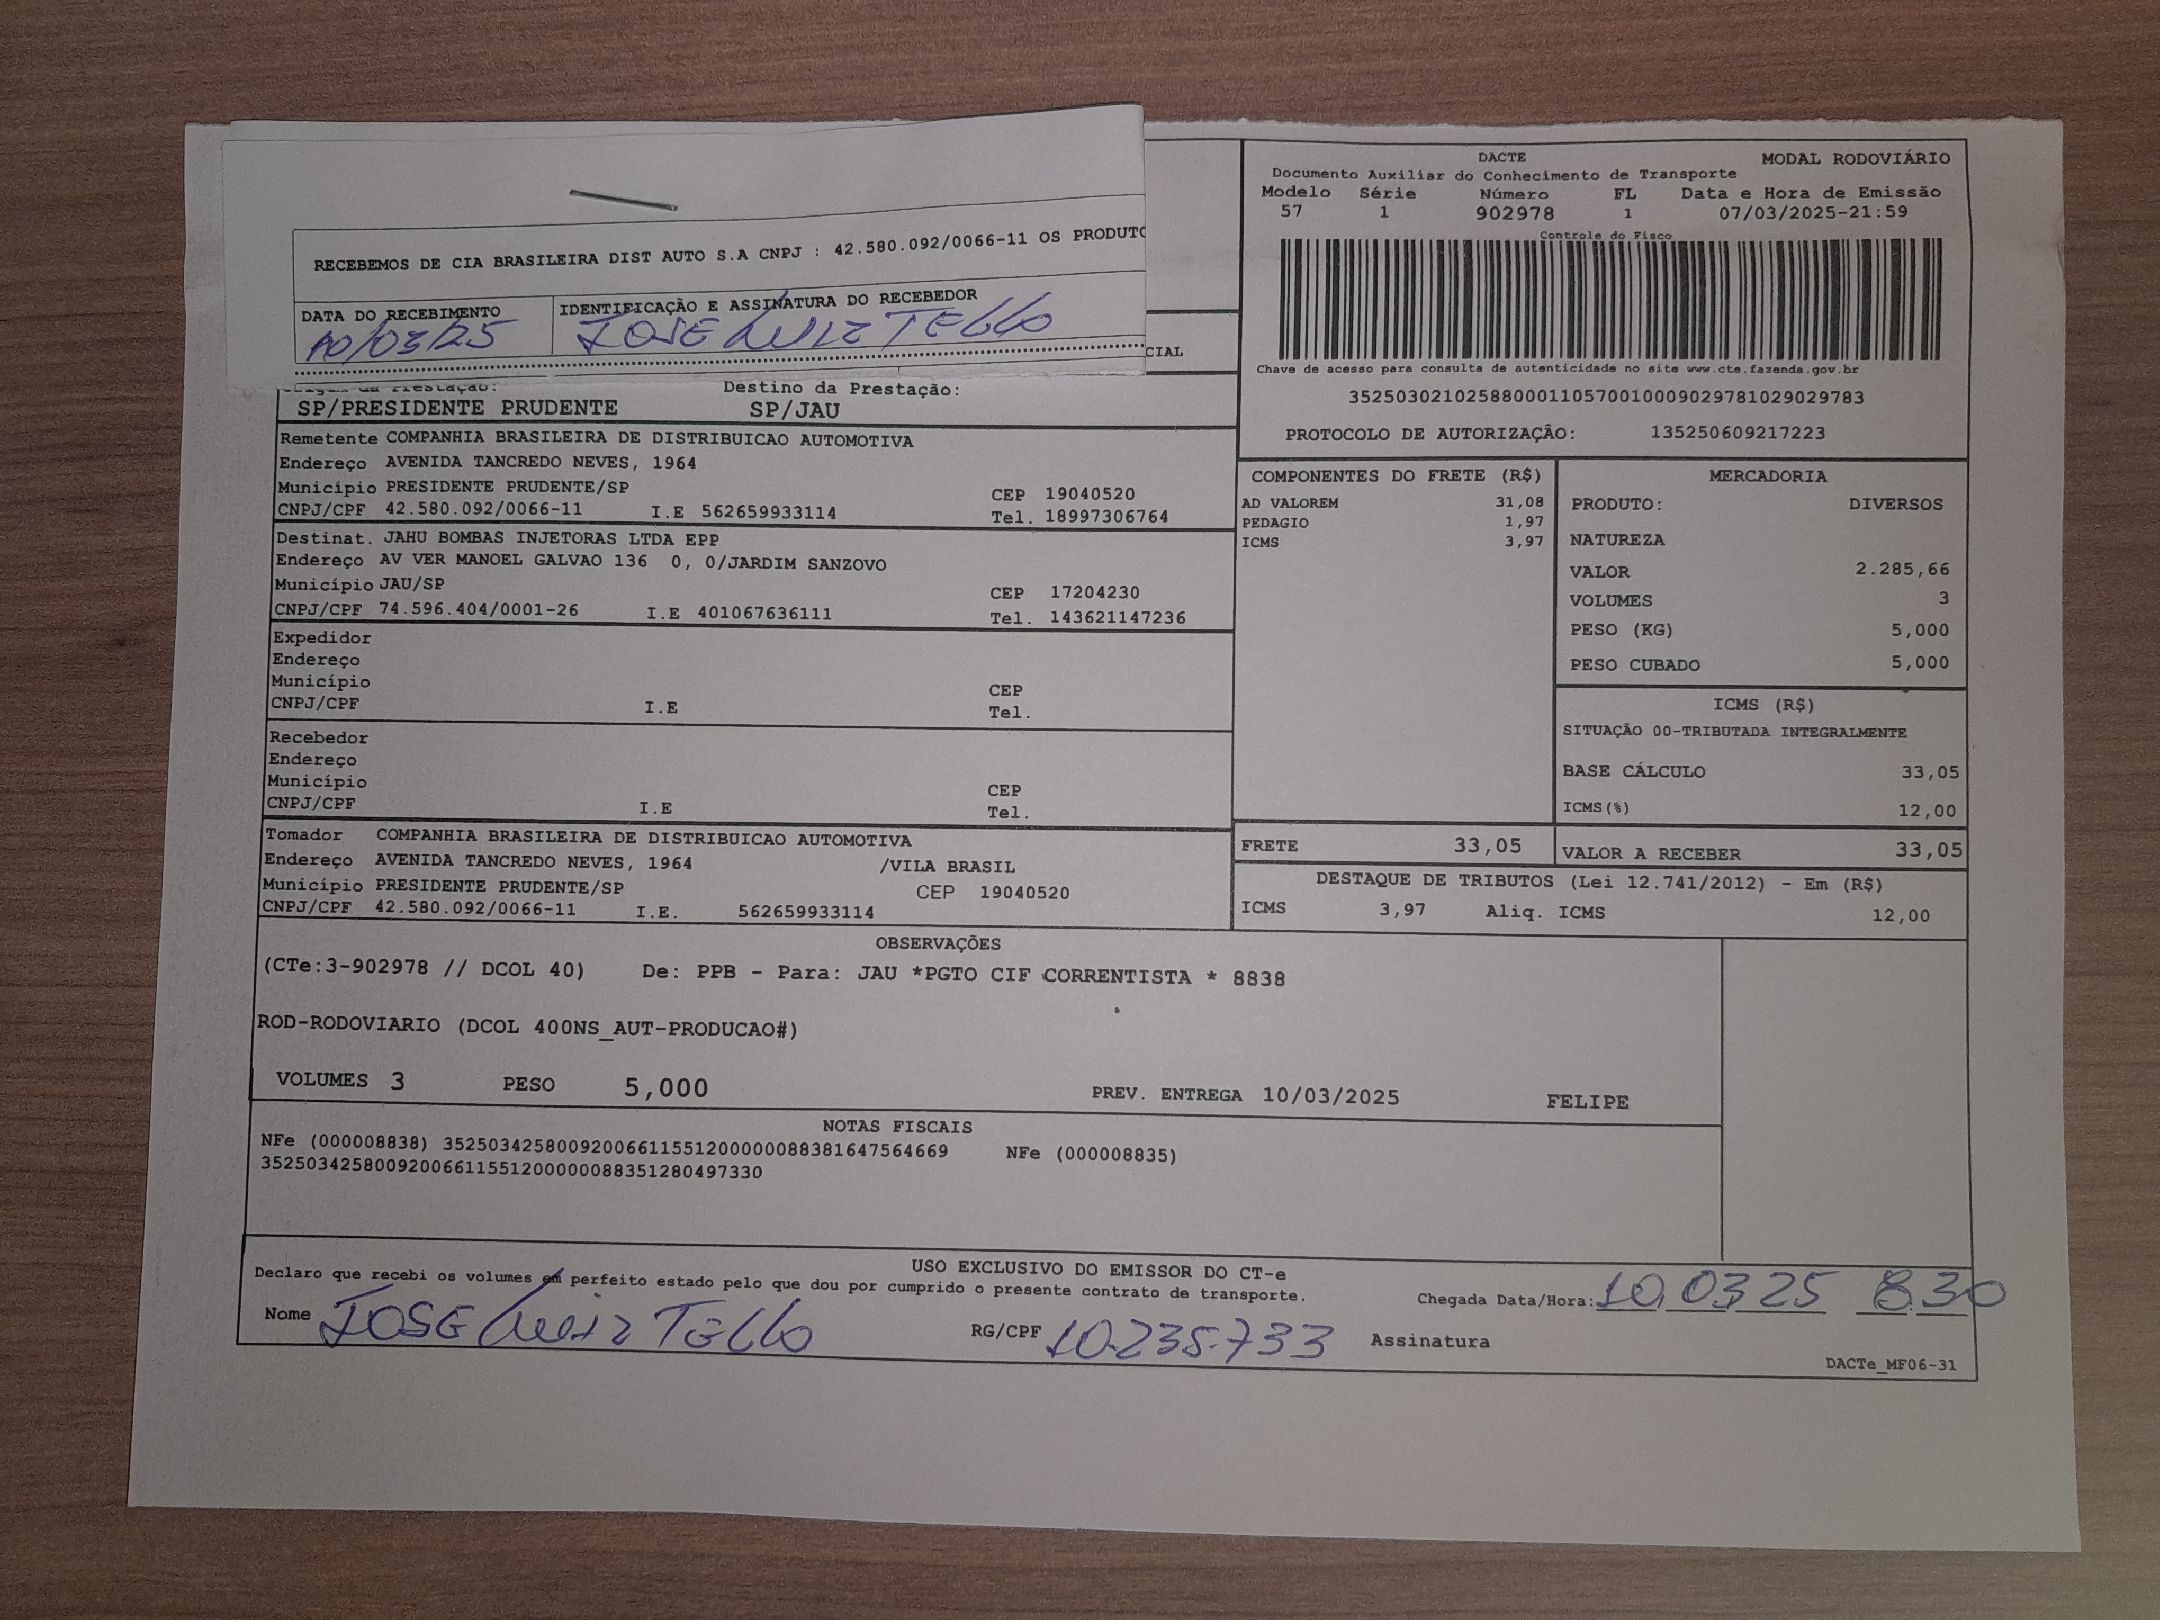 RECEBEMOS DE CIA BRASILEIRA DIST AUTO S.A CNPJ : 42.580.092/0066-11 OS PRODUTO
DATA DO RECEBIMENTO
10/03/25
IDENTIFICAÇÃO E ASSINATURA DO RECEBEDOR
JOSE LUIZ TELLO
CIAL
DACTE
MODAL RODOVIÁRIO
Documento Auxiliar do Conhecimento de Transporte
Modelo Série Número FL Data e Hora de Emissão
57 1 902978 1 07/03/2025-21:59
Controle do Fisco
Chave de acesso para consulta de autenticidade no site www.cte.fazenda.gov.br
35250302102588000110570010009029781029029783
PROTOCOLO DE AUTORIZAÇÃO: 135250609217223
da Prestação: Destino da Prestação:
SP/PRESIDENTE PRUDENTE SP/JAU
Remetente COMPANHIA BRASILEIRA DE DISTRIBUICAO AUTOMOTIVA
Endereço AVENIDA TANCREDO NEVES, 1964
Município PRESIDENTE PRUDENTE/SP CEP 19040520
CNPJ/CPF 42.580.092/0066-11 I.E 562659933114 Tel. 18997306764
Destinat. JAHU BOMBAS INJETORAS LTDA EPP
Endereço AV VER MANOEL GALVAO 136 0, 0/JARDIM SANZOVO
Município JAU/SP CEP 17204230
CNPJ/CPF 74.596.404/0001-26 I.E 401067636111 Tel. 143621147236
Expedidor
Endereço
Município CEP
CNPJ/CPF I.E Tel.
Recebedor
Endereço
Município CEP
CNPJ/CPF I.E Tel.
Tomador COMPANHIA BRASILEIRA DE DISTRIBUICAO AUTOMOTIVA
Endereço AVENIDA TANCREDO NEVES, 1964 /VILA BRASIL
Município PRESIDENTE PRUDENTE/SP CEP 19040520
CNPJ/CPF 42.580.092/0066-11 I.E. 562659933114
COMPONENTES DO FRETE (R$)
AD VALOREM 31,08
PEDAGIO 1,97
ICMS 3,97
MERCADORIA
PRODUTO: DIVERSOS
NATUREZA
VALOR 2.285,66
VOLUMES 3
PESO (KG) 5,000
PESO CUBADO 5,000
ICMS (R$)
SITUAÇÃO 00-TRIBUTADA INTEGRALMENTE
BASE CÁLCULO 33,05
ICMS(%) 12,00
FRETE 33,05 VALOR A RECEBER 33,05
DESTAQUE DE TRIBUTOS (Lei 12.741/2012) - Em (R$)
ICMS 3,97 Aliq. ICMS 12,00
OBSERVAÇÕES
(CTe:3-902978 // DCOL 40) De: PPB - Para: JAU *PGTO CIF CORRENTISTA * 8838
ROD-RODOVIARIO (DCOL 400NS_AUT-PRODUCAO#)
VOLUMES 3 PESO 5,000 PREV. ENTREGA 10/03/2025 FELIPE
NOTAS FISCAIS
NFe (000008838) 35250342580092006611551200000088381647564669 NFe (000008835)
35250342580092006611551200000088351280497330
USO EXCLUSIVO DO EMISSOR DO CT-e
Declaro que recebi os volumes em perfeito estado pelo que dou por cumprido o presente contrato de transporte. Chegada Data/Hora: 10 03 25 8 30
Nome JOSE LUIZ TELLO RG/CPF 10.235.733 Assinatura
DACTe_MF06-31